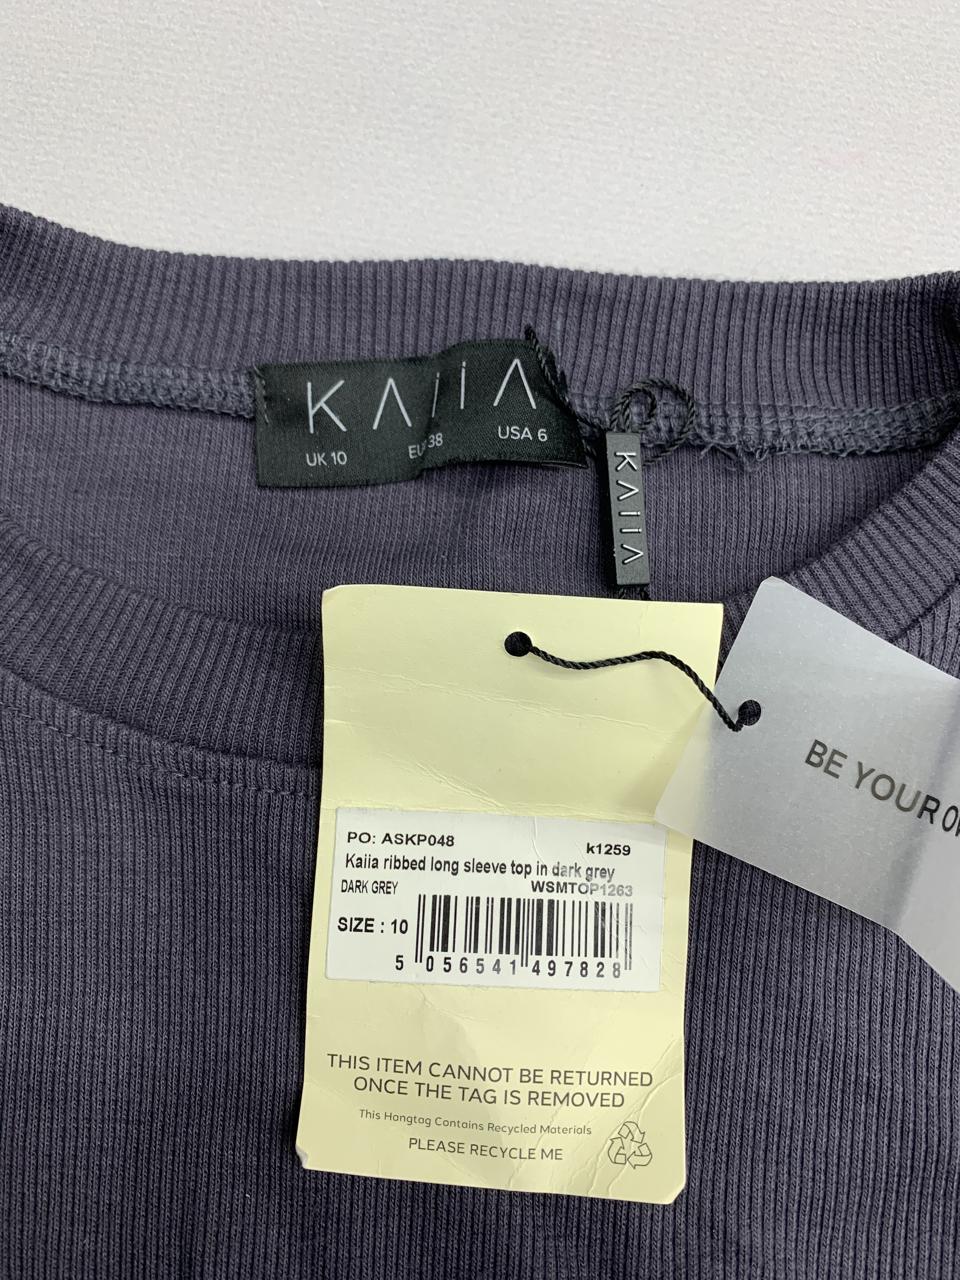 KAiiA
UK 10 EUR 38 USA 6
KAiiA
BE YOUR
PO: ASKP048 k1259
Kaiia ribbed long sleeve top in dark grey
DARK GREY WSMTOP1263
SIZE : 10
5 056541 497828
THIS ITEM CANNOT BE RETURNED
ONCE THE TAG IS REMOVED
This Hangtag Contains Recycled Materials
PLEASE RECYCLE ME